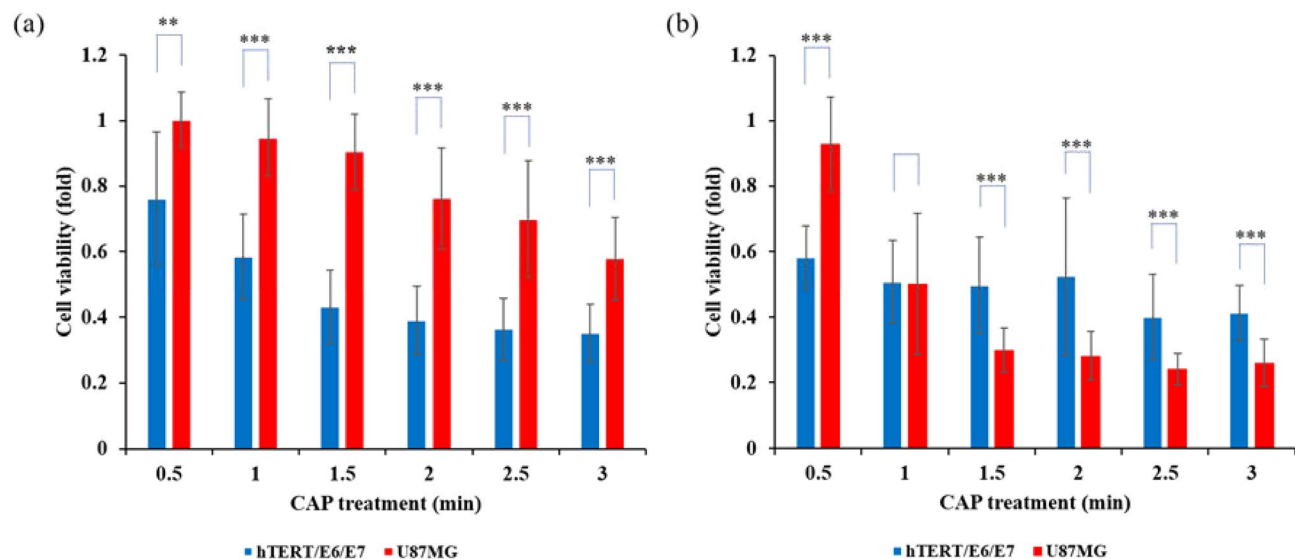 (a)
Cell viability (fold)
1.2
1
0.8
0.6
0.4
0.2
0
**
***
***
***
***
***
0.5 1 1.5 2 2.5 3
CAP treatment (min)
hTERT/E6/E7 U87MG
(b)
Cell viability (fold)
1.2
1
0.8
0.6
0.4
0.2
0
***
***
***
***
***
0.5 1 1.5 2 2.5 3
CAP treatment (min)
hTERT/E6/E7 U87MG